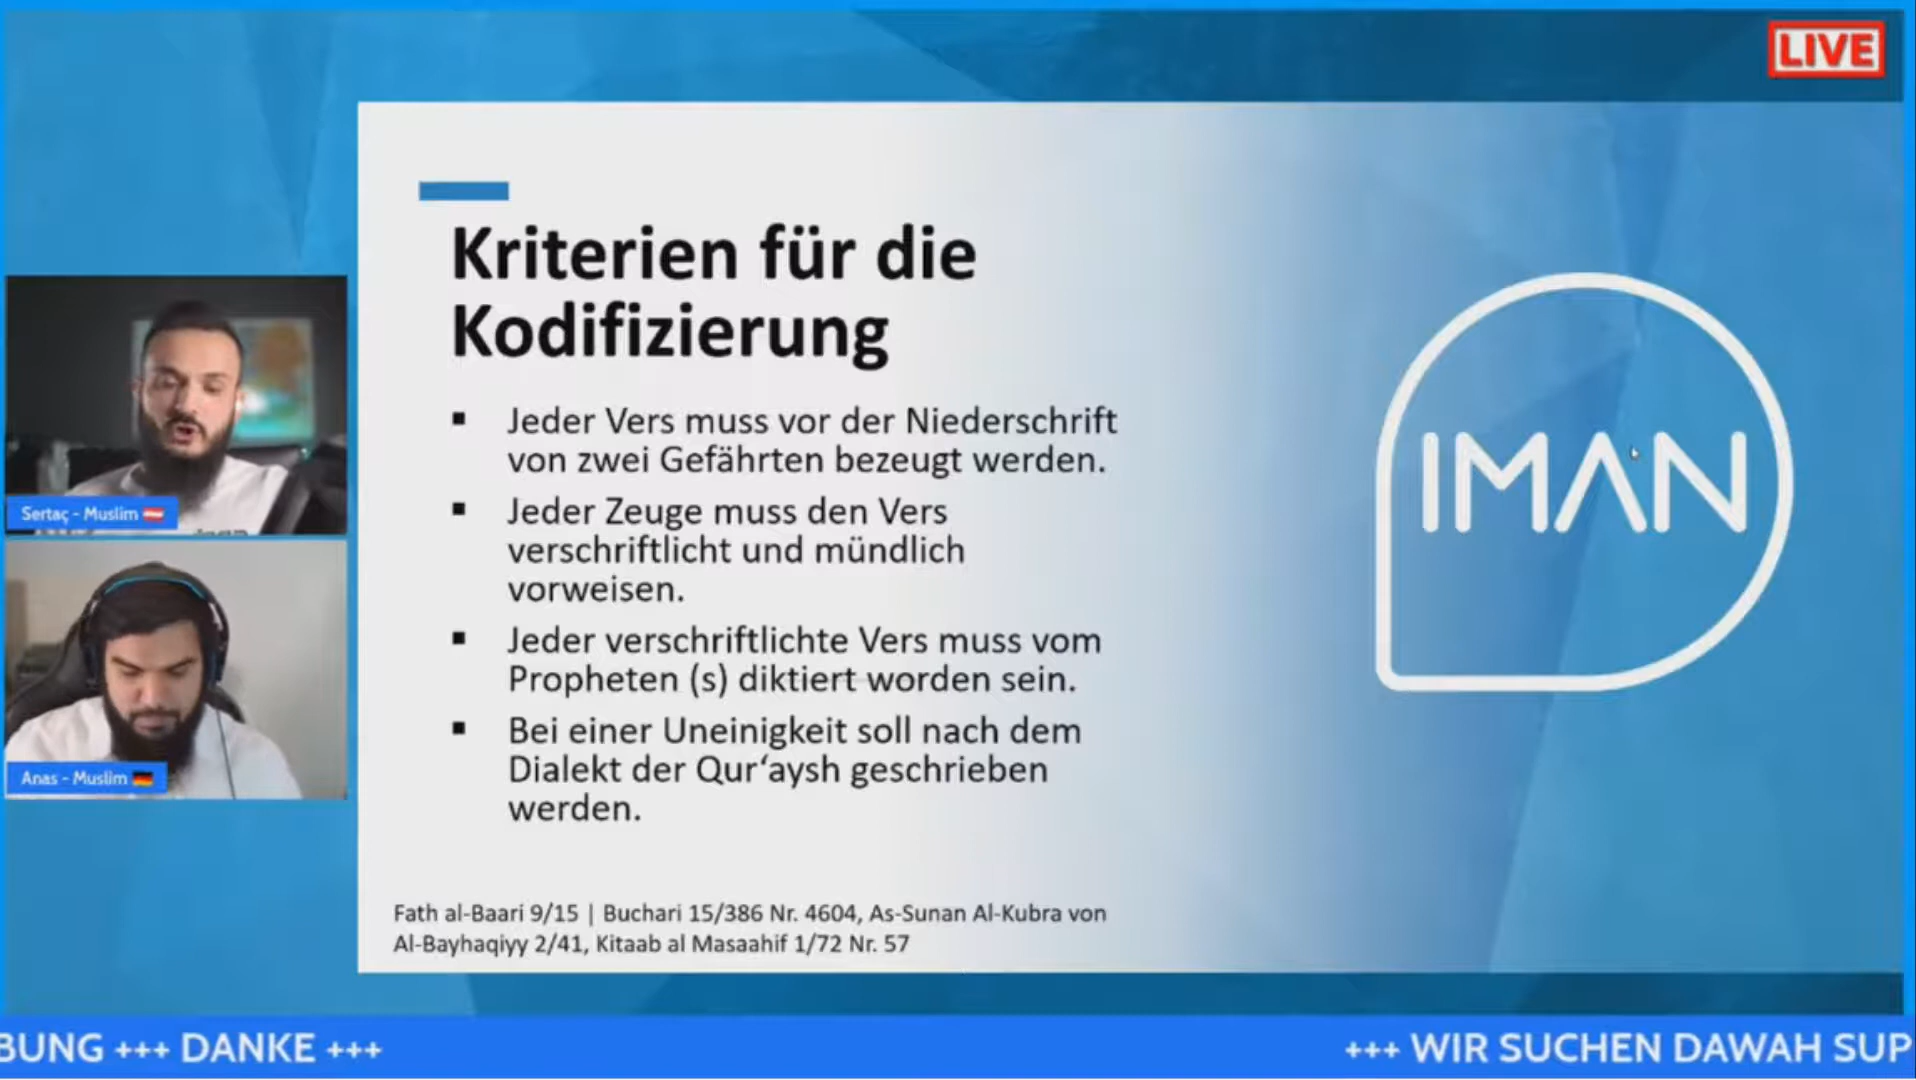 LIVE
Kriterien für die
Kodifizierung
▪ Jeder Vers muss vor der Niederschrift
von zwei Gefährten bezeugt werden.
▪ Jeder Zeuge muss den Vers
verschriftlicht und mündlich
vorweisen.
▪ Jeder verschriftlichte Vers muss vom
Propheten (s) diktiert worden sein.
▪ Bei einer Uneinigkeit soll nach dem
Dialekt der Qur‘aysh geschrieben
werden.
Fath al-Baari 9/15 | Buchari 15/386 Nr. 4604, As-Sunan Al-Kubra von
Al-Bayhaqiyy 2/41, Kitaab al Masaahif 1/72 Nr. 57
IMAN
Sertaç - Muslim
Anas - Muslim
BUNG +++ DANKE +++
+++ WIR SUCHEN DAWAH SUP